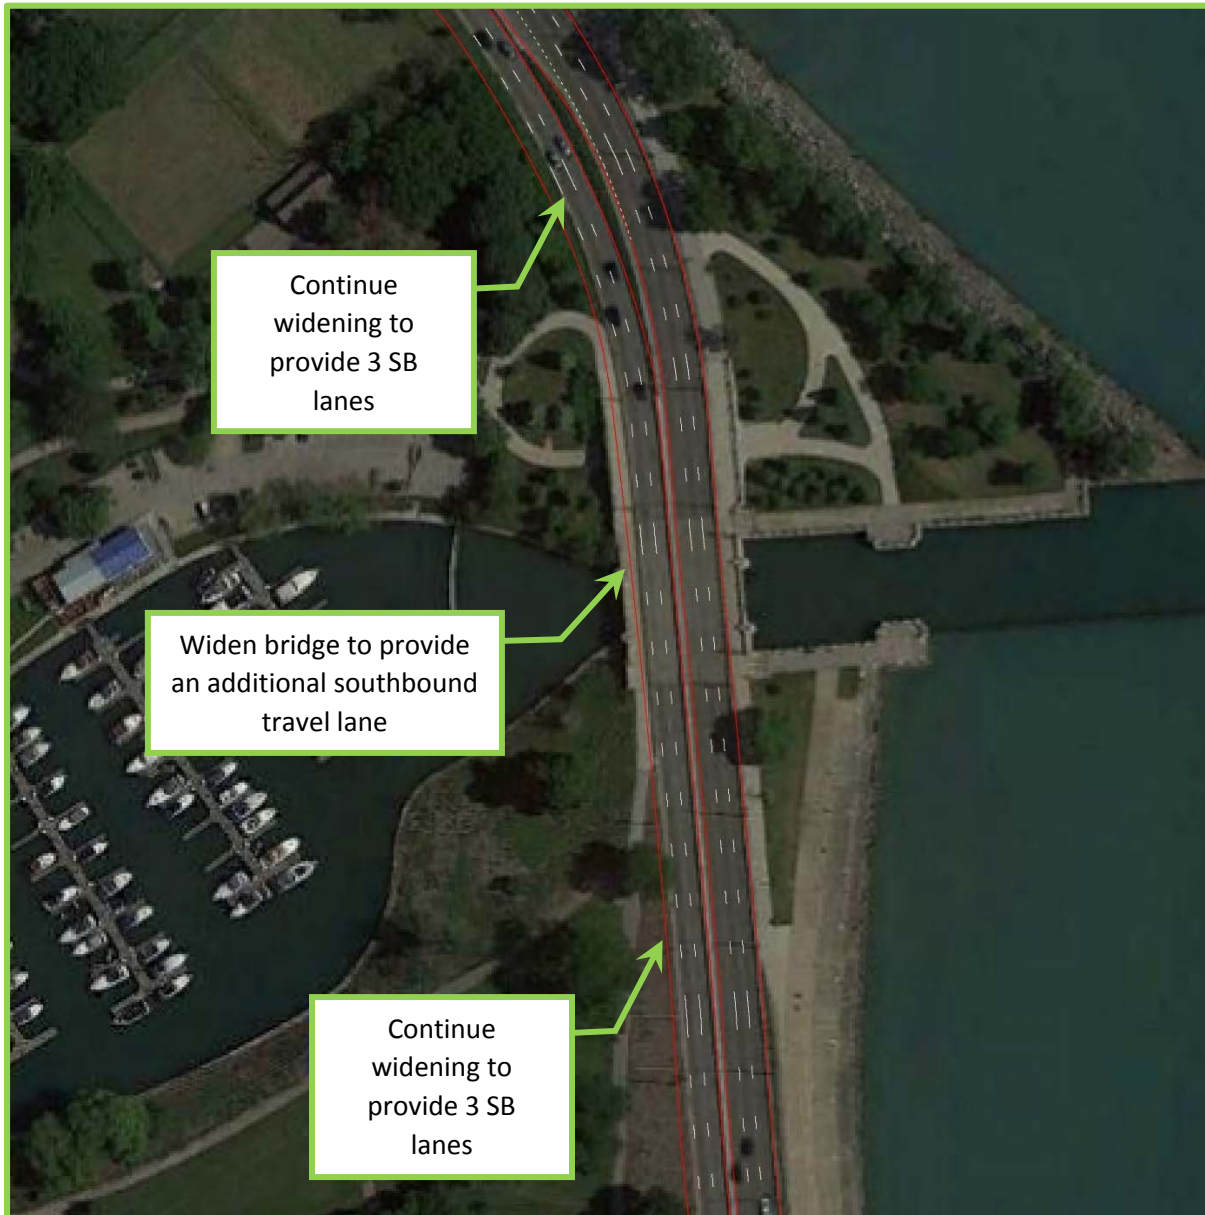 Continue
widening to
provide 3 SB
lanes
Widen bridge to provide
an additional southbound
travel lane
Continue
widening to
provide 3 SB
lanes